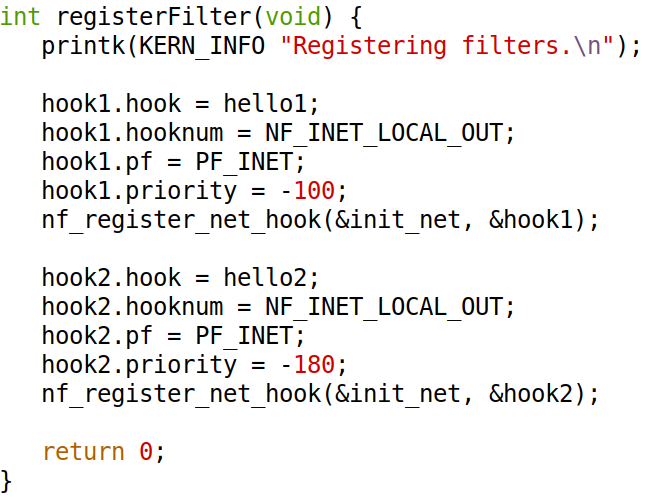 int registerFilter(void) {
   printk(KERN_INFO "Registering filters.\n");

   hook1.hook = hello1;
   hook1.hooknum = NF_INET_LOCAL_OUT;
   hook1.pf = PF_INET;
   hook1.priority = -100;
   nf_register_net_hook(&init_net, &hook1);

   hook2.hook = hello2;
   hook2.hooknum = NF_INET_LOCAL_OUT;
   hook2.pf = PF_INET;
   hook2.priority = -180;
   nf_register_net_hook(&init_net, &hook2);

   return 0;
}